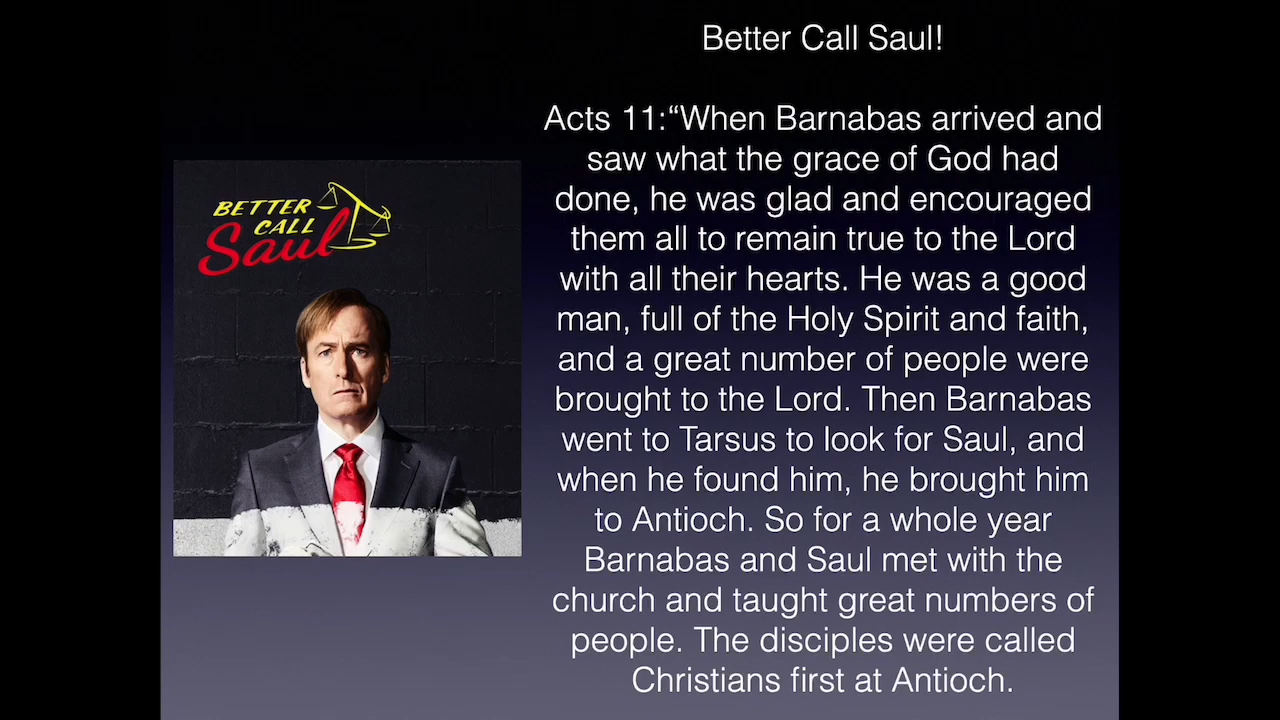 BETTER
CALL
Saul
Better Call Saul!
Acts 11:“When Barnabas arrived and
saw what the grace of God had
done, he was glad and encouraged
them all to remain true to the Lord
with all their hearts. He was a good
man, full of the Holy Spirit and faith,
and a great number of people were
brought to the Lord. Then Barnabas
went to Tarsus to look for Saul, and
when he found him, he brought him
to Antioch. So for a whole year
Barnabas and Saul met with the
church and taught great numbers of
people. The disciples were called
Christians first at Antioch.